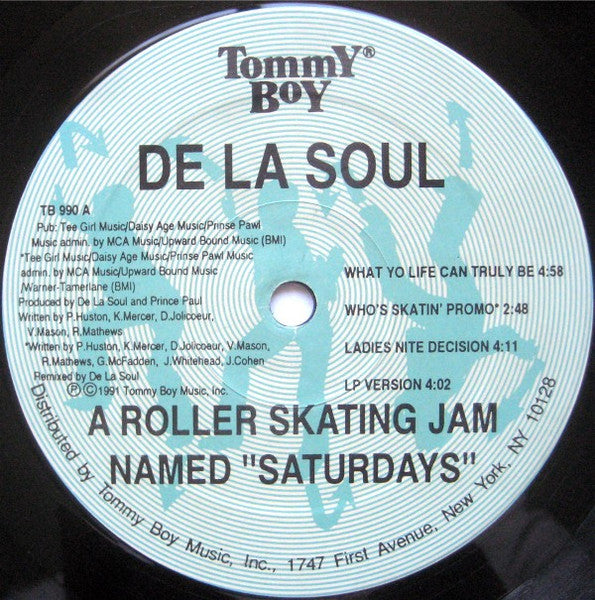 Tommy®
Boy
DE LA SOUL
TB 990 A
Pub: Tee Girl Music/Daisy Age Music/Prinse Pawl
Music admin. by MCA Music/Upward Bound Music (BMI)
*Tee Girl Music/Daisy Age Music/Prinse Pawl Music
admin. by MCA Music/Upward Bound Music
/Warner-Tamerlane (BMI)
Produced by De La Soul and Prince Paul
Written by P.Huston, K.Mercer, D.Jolicoeur,
V.Mason, R.Mathews
*Written by P.Huston, K.Mercer, D.Jolicoeur, V.Mason,
R.Mathews, G.McFadden, J.Whitehead, J.Cohen
Remixed by De La Soul
℗©1991 Tommy Boy Music, Inc.
WHAT YO LIFE CAN TRULY BE 4:58
WHO'S SKATIN' PROMO* 2:48
LADIES NITE DECISION 4:11
LP VERSION 4:02
A ROLLER SKATING JAM
NAMED "SATURDAYS"
Distributed by Tommy Boy Music, Inc., 1747 First Avenue, New York, NY 10128